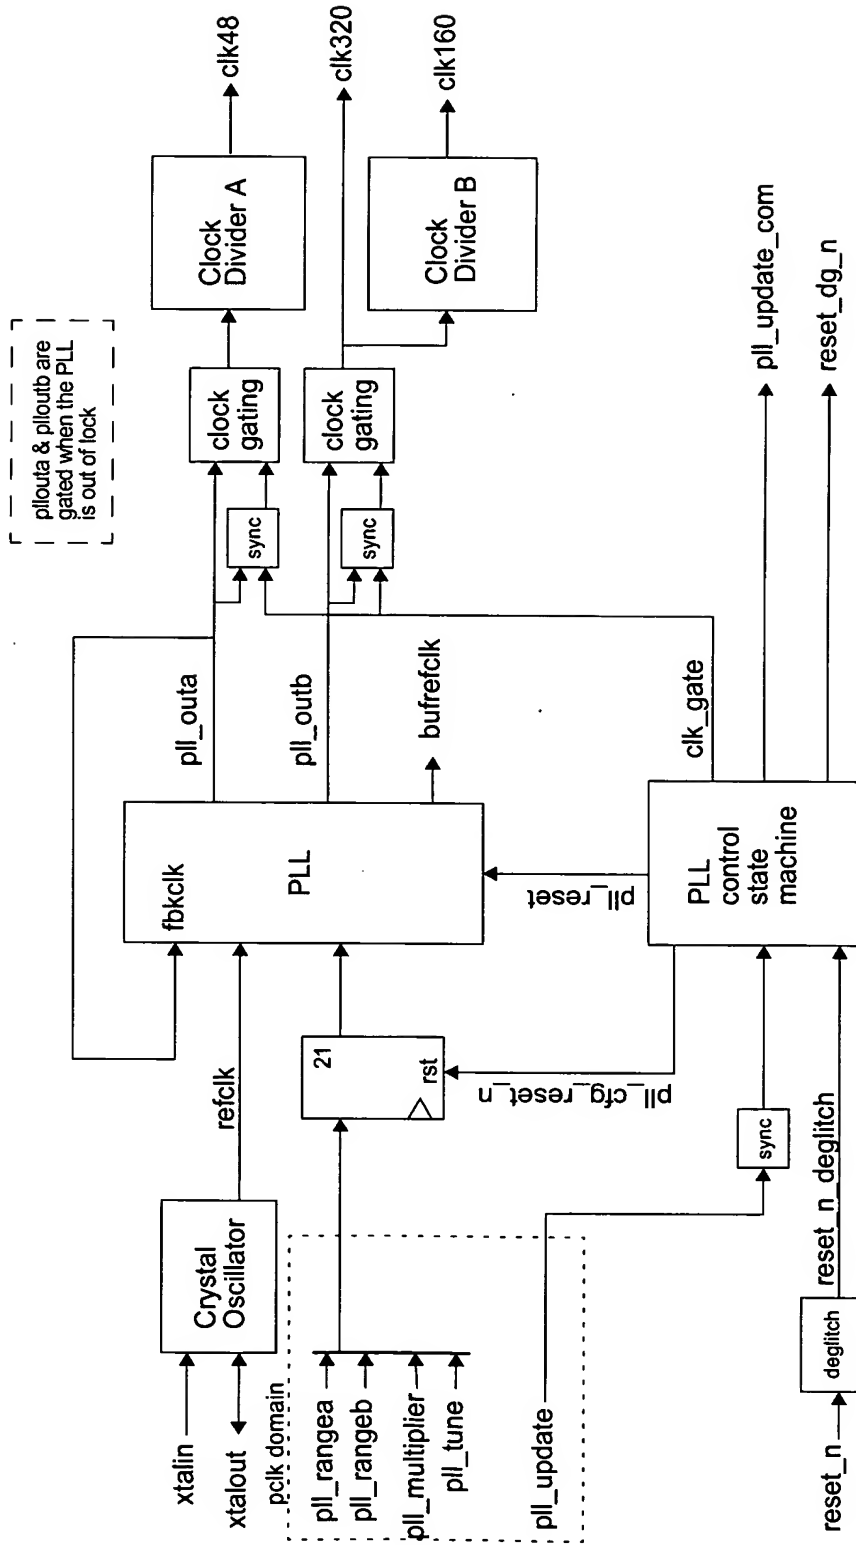 pllouta & plloutb are
gated when the PLL
is out of lock
xtalin
xtalout
Crystal
Oscillator
refclk
fbkclk
PLL
pll_outa
pll_outb
bufrefclk
sync
sync
clock
gating
clock
gating
Clock
Divider A
Clock
Divider B
clk48
clk320
clk160
pclk domain
pll_rangea
pll_rangeb
pll_multiplier
pll_tune
pll_update
21
rst
pll_cfg_reset_n
pll_reset
sync
reset_n
deglitch
reset_n_deglitch
PLL
control
state
machine
clk_gate
pll_update_com
reset_dg_n